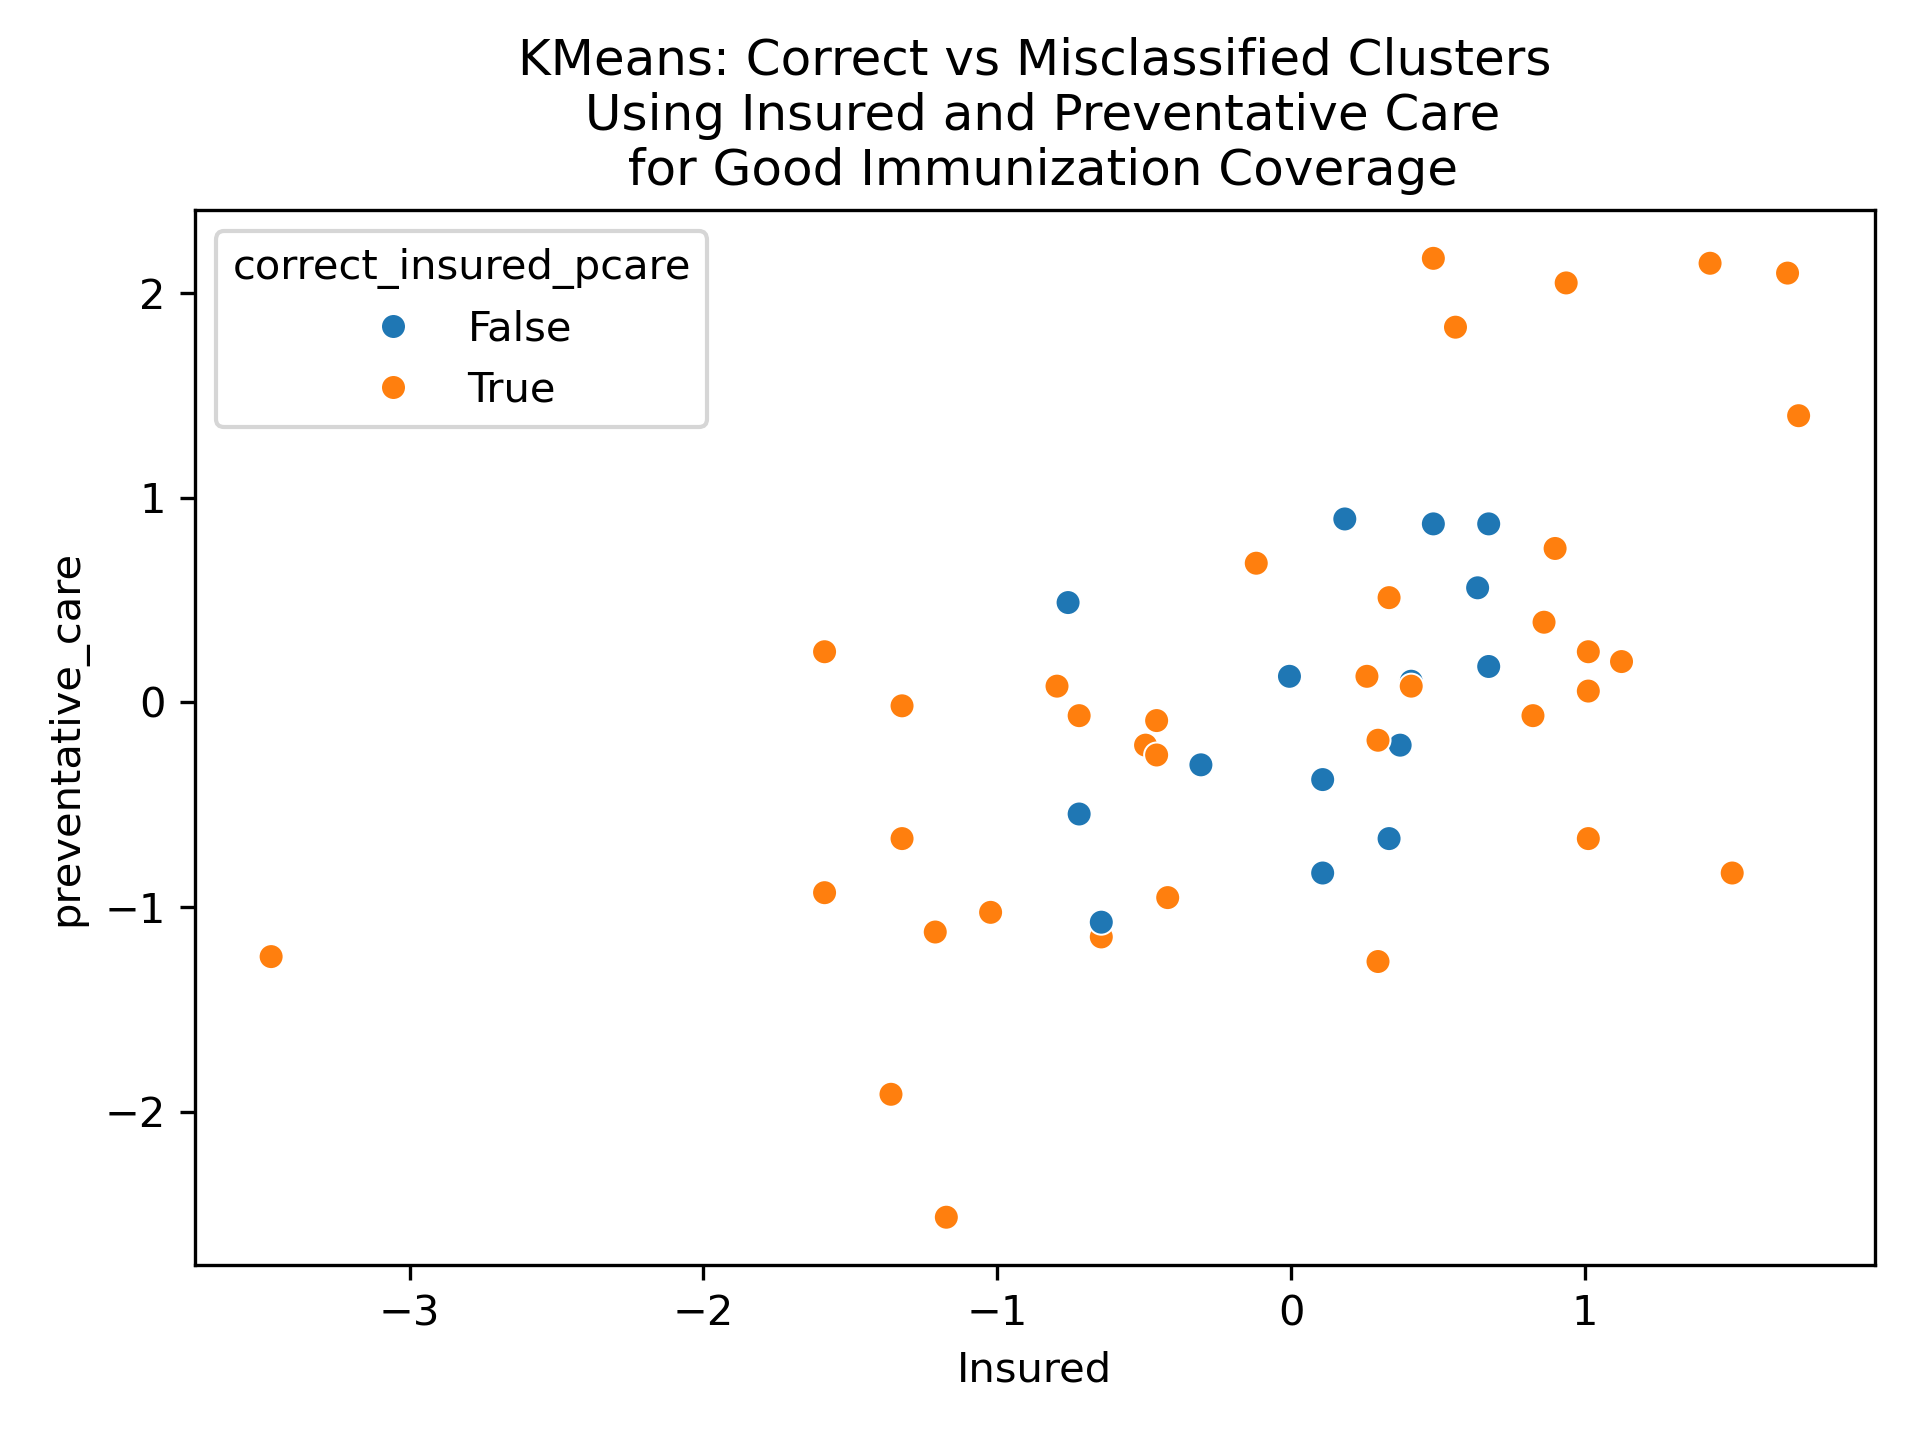 KMeans: Correct vs Misclassified Clusters
Using Insured and Preventative Care
for Good Immunization Coverage
correct_insured_pcare
False
True
2
1
0
−1
−2
preventative_care
−3
−2
−1
0
1
Insured